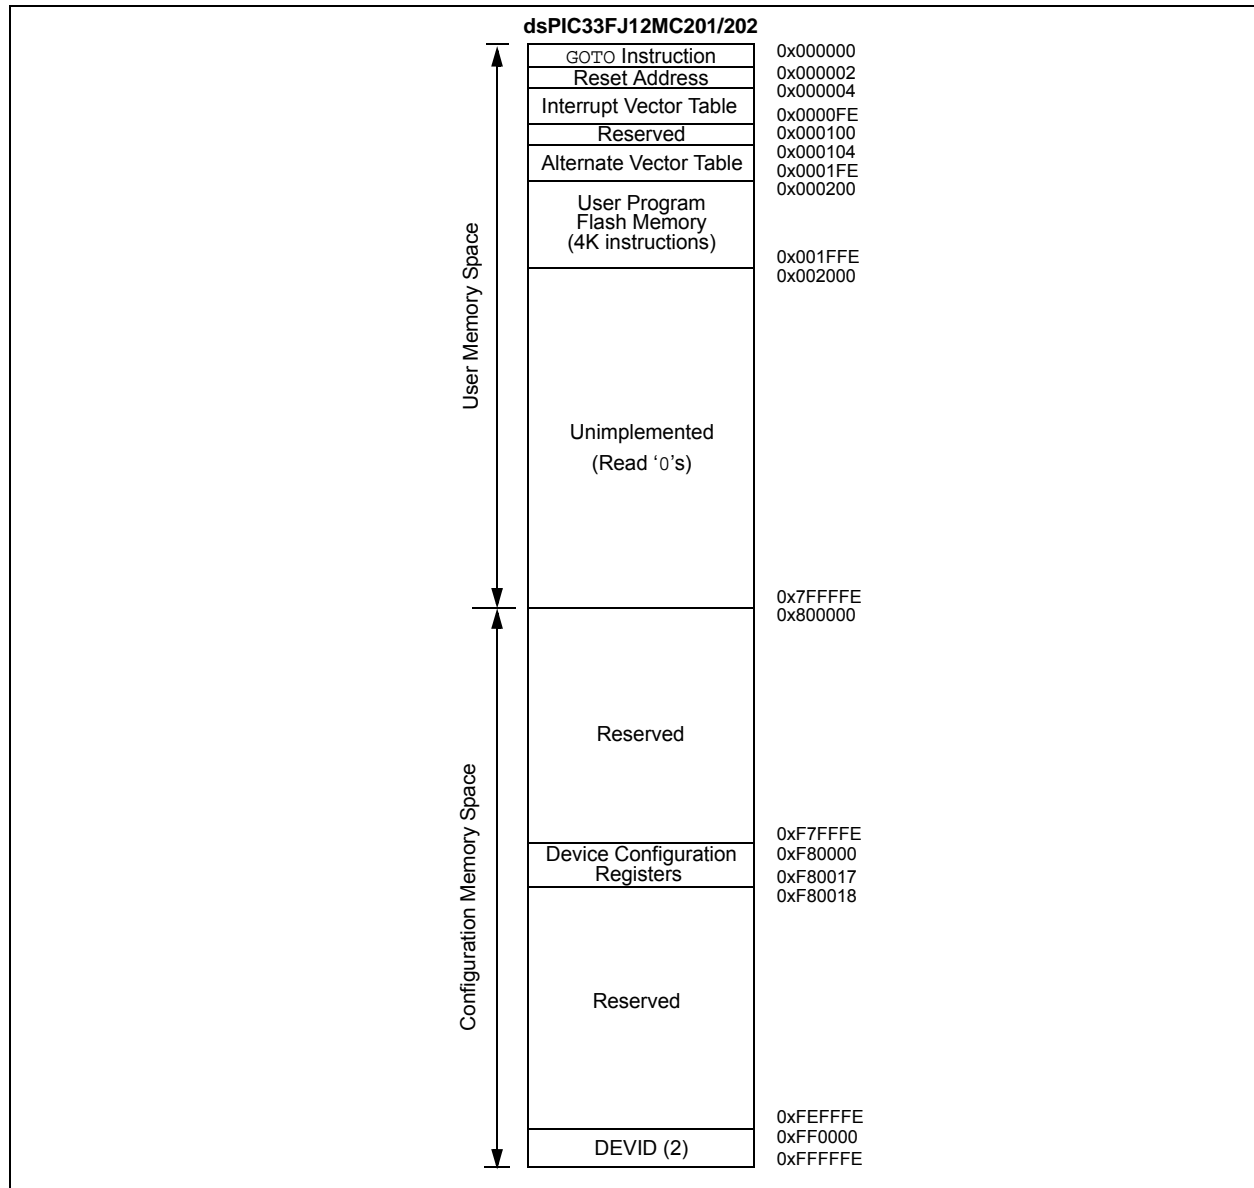 dsPIC33FJ12MC201/202
GOTO Instruction
0x000000
Reset Address
0x000002
0x000004
Interrupt Vector Table
0x0000FE
Reserved
0x000100
0x000104
Alternate Vector Table
0x0001FE
0x000200
User Program
Flash Memory
(4K instructions)
0x001FFE
0x002000
User Memory Space
Unimplemented
(Read ‘0’s)
0x7FFFFE
0x800000
Reserved
Configuration Memory Space
0xF7FFFE
Device Configuration
Registers
0xF80000
0xF80017
0xF80018
Reserved
0xFEFFFE
0xFF0000
DEVID (2)
0xFFFFFE